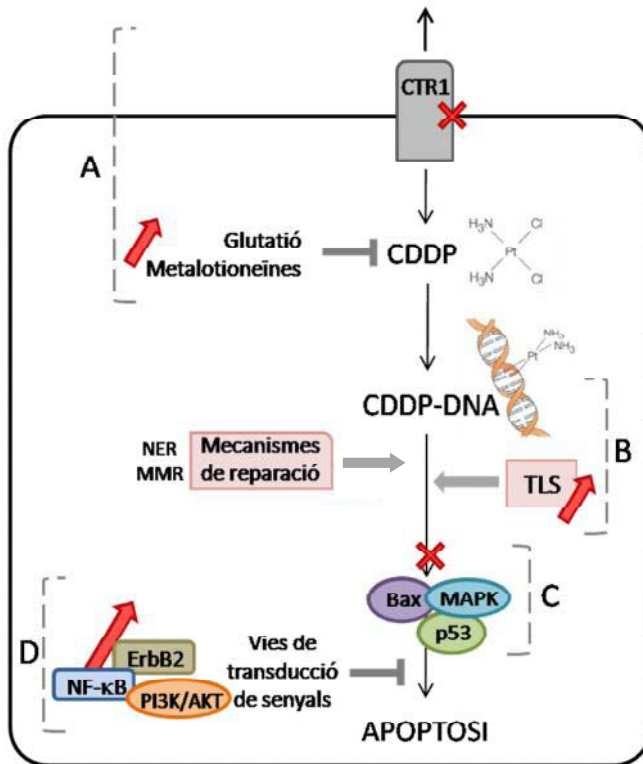 CTR1
A
Glutatió
Metalotioneïnes
CDDP
H₃N
H₃N
Pt
Cl
Cl
Pt
NH₃
NH₃
CDDP-DNA
B
NER
MMR
Mecanismes
de reparació
TLS
Bax
MAPK
p53
C
D
ErbB2
NF-κB
PI3K/AKT
Vies de
transducció
de senyals
APOPTOSI